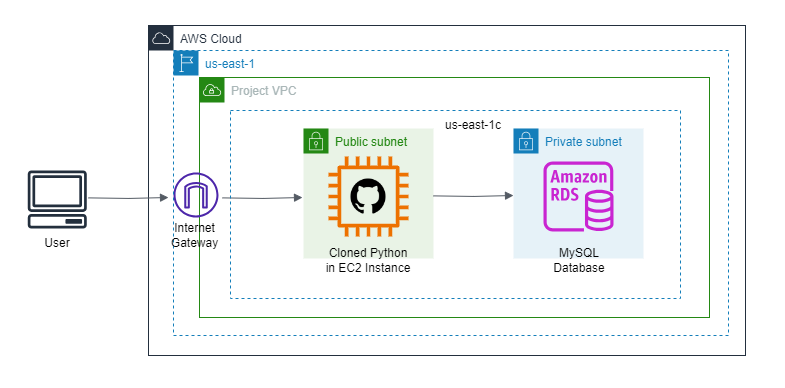 AWS Cloud
us-east-1
Project VPC
us-east-1c
Public subnet
Private subnet
Amazon
RDS
User
Internet
Gateway
Cloned Python
in EC2 Instance
MySQL
Database